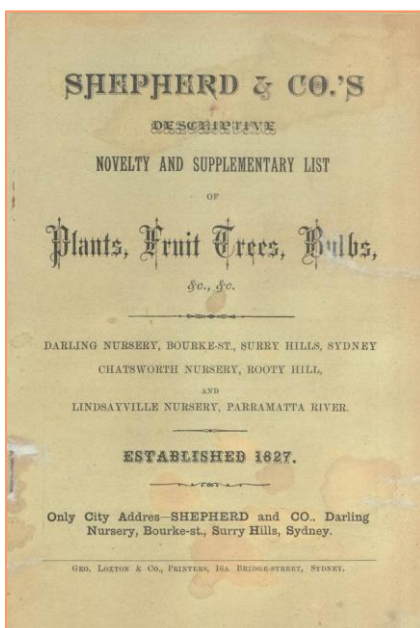 SHEPHERD & CO.'S
DESCRIPTIVE
NOVELTY AND SUPPLEMENTARY LIST
OF
Plants, Fruit Trees, Bulbs,
&c., &c.
DARLING NURSERY, BOURKE-ST., SURRY HILLS, SYDNEY
CHATSWORTH NURSERY, ROOTY HILL,
AND
LINDSAYVILLE NURSERY, PARRAMATTA RIVER.
ESTABLISHED 1827.
Only City Addres—SHEPHERD and CO., Darling
Nursery, Bourke-st., Surry Hills, Sydney.
GEO. LOXTON & CO., PRINTERS, 16A BRIDGE-STREET, SYDNEY.